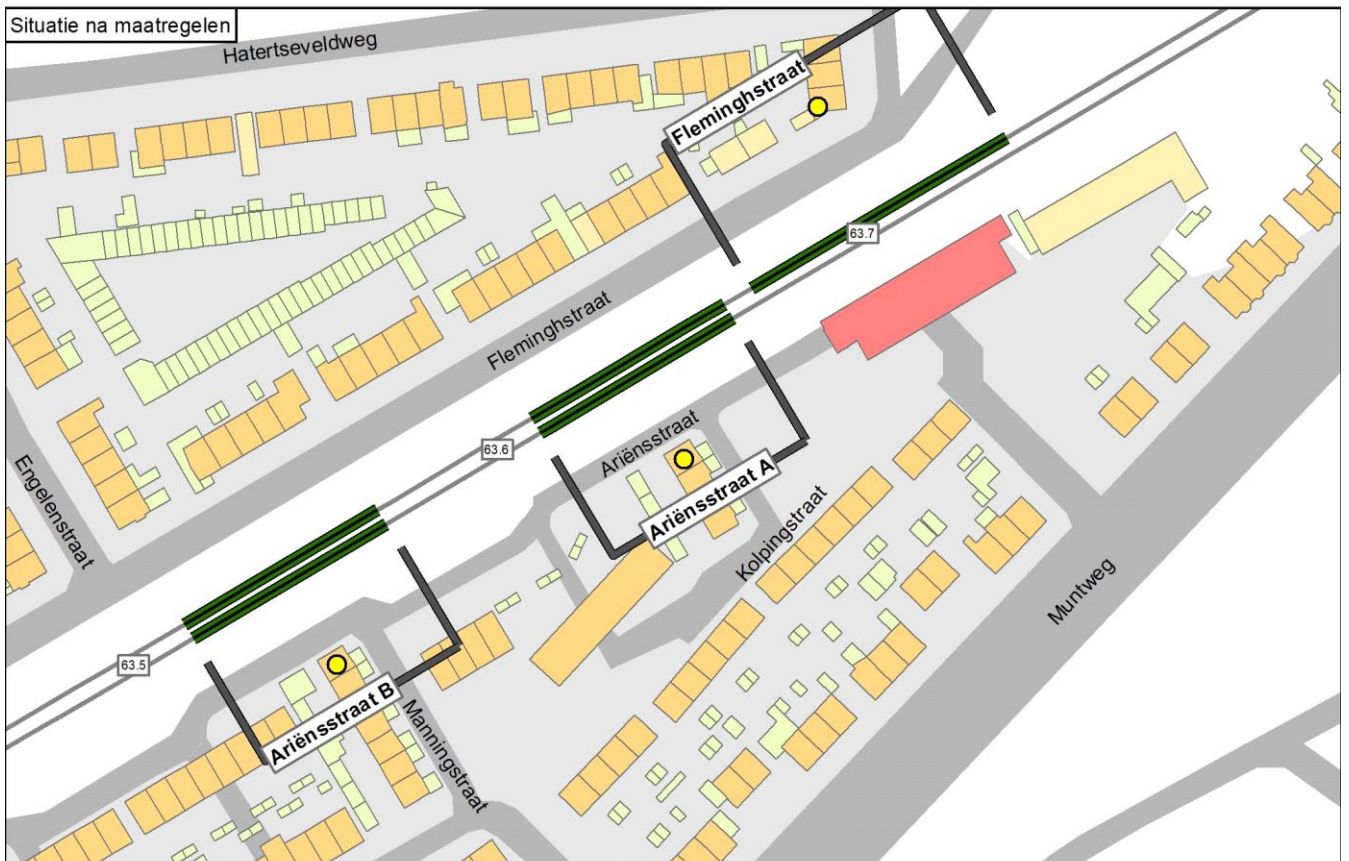 Situatie na maatregelen
Hatertseveldweg
Fleminghstraat
63.7
Fleminghstraat
63.6
Ariënsstraat
Ariënsstraat A
Engelenstraat
Kolpingstraat
Muntweg
63.5
Ariënsstraat B
Manningstraat